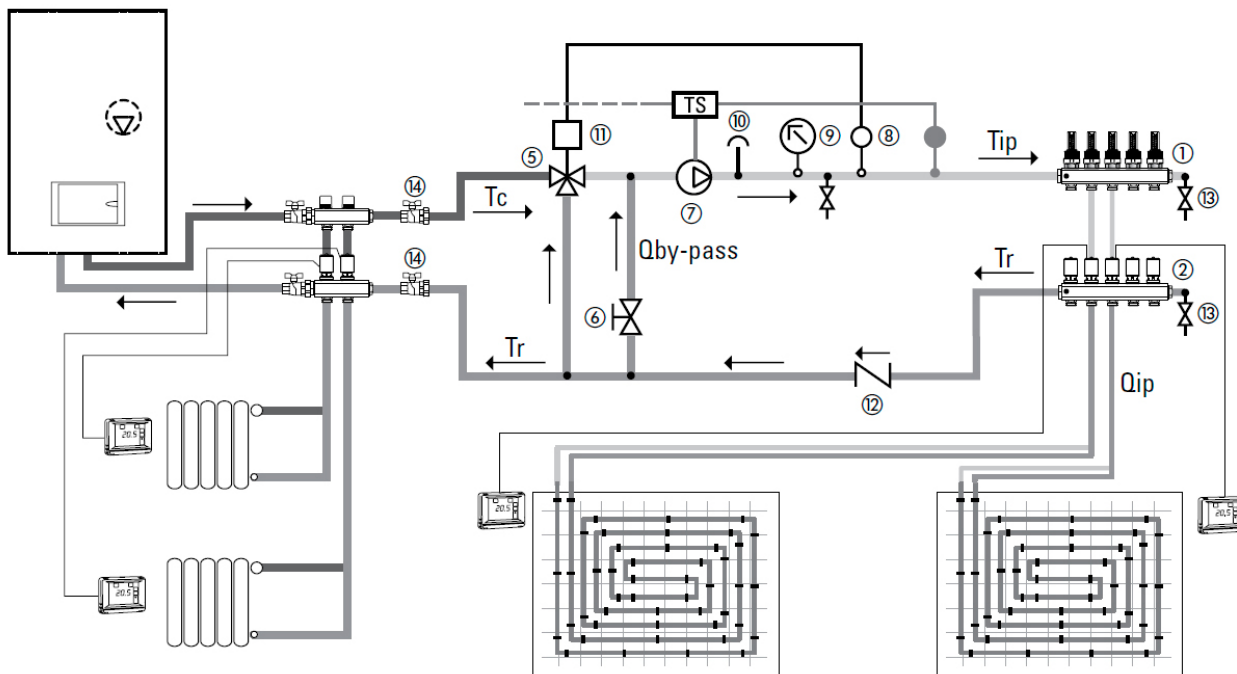 TS
⑩
⑪
⑨
⑧
Tip
①
⑤
⑭
Tc
⑦
⑬
Qby-pass
⑭
Tr
②
⑥
⑬
Tr
⑫
Qip
20.5
20.5
20.5
20.5